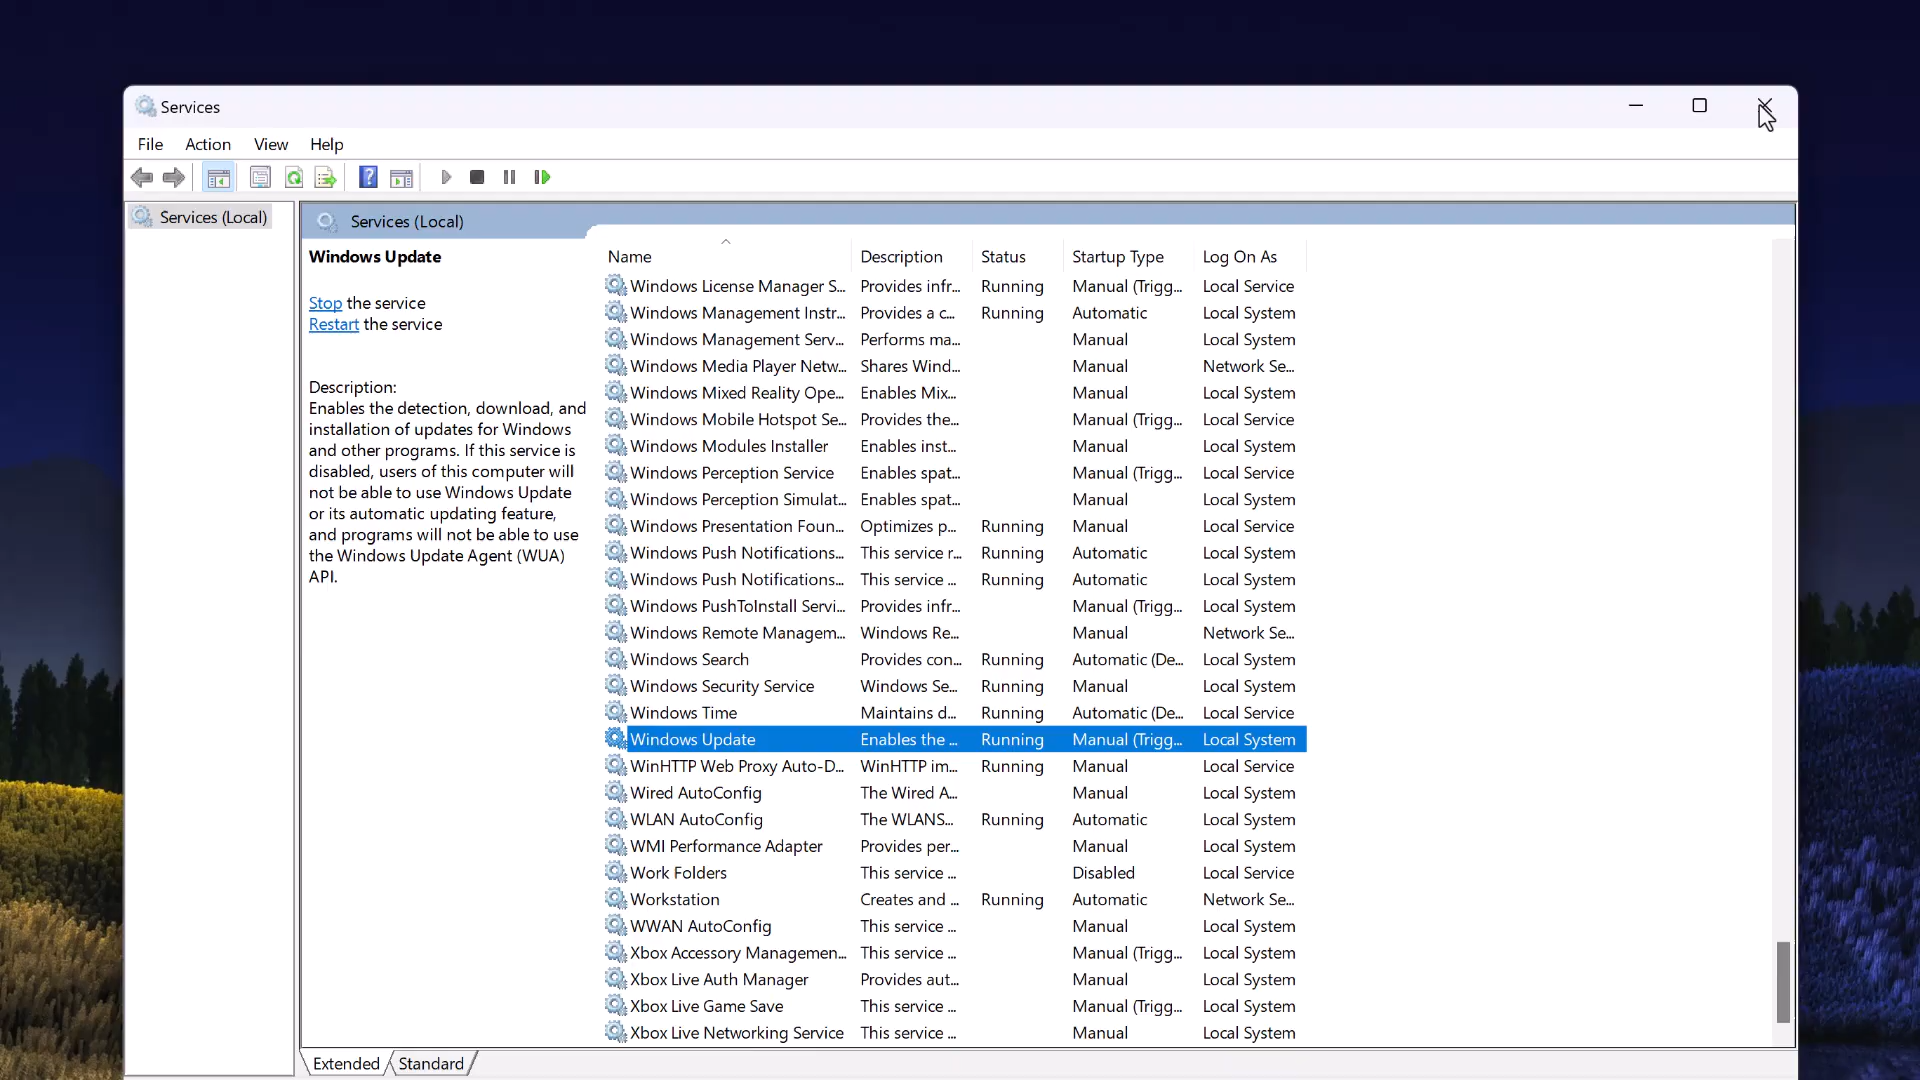 Services
File Action View Help
Services (Local)
Services (Local)
Windows Update
Stop the service
Restart the service
Description:
Enables the detection, download, and
installation of updates for Windows
and other programs. If this service is
disabled, users of this computer will
not be able to use Windows Update
or its automatic updating feature,
and programs will not be able to use
the Windows Update Agent (WUA)
API.
Name Description Status Startup Type Log On As
Windows License Manager S... Provides infr... Running Manual (Trigg... Local Service
Windows Management Instr... Provides a c... Running Automatic Local System
Windows Management Serv... Performs ma... Manual Local System
Windows Media Player Netw... Shares Wind... Manual Network Se...
Windows Mixed Reality Ope... Enables Mix... Manual Local System
Windows Mobile Hotspot Se... Provides the... Manual (Trigg... Local Service
Windows Modules Installer Enables inst... Manual Local System
Windows Perception Service Enables spat... Manual (Trigg... Local Service
Windows Perception Simulat... Enables spat... Manual Local System
Windows Presentation Foun... Optimizes p... Running Manual Local Service
Windows Push Notifications... This service r... Running Automatic Local System
Windows Push Notifications... This service ... Running Automatic Local System
Windows PushToInstall Servi... Provides infr... Manual (Trigg... Local System
Windows Remote Managem... Windows Re... Manual Network Se...
Windows Search Provides con... Running Automatic (De... Local System
Windows Security Service Windows Se... Running Manual Local System
Windows Time Maintains d... Running Automatic (De... Local Service
Windows Update Enables the ... Running Manual (Trigg... Local System
WinHTTP Web Proxy Auto-D... WinHTTP im... Running Manual Local Service
Wired AutoConfig The Wired A... Manual Local System
WLAN AutoConfig The WLANS... Running Automatic Local System
WMI Performance Adapter Provides per... Manual Local System
Work Folders This service ... Disabled Local Service
Workstation Creates and ... Running Automatic Network Se...
WWAN AutoConfig This service ... Manual Local System
Xbox Accessory Managemen... This service ... Manual (Trigg... Local System
Xbox Live Auth Manager Provides aut... Manual Local System
Xbox Live Game Save This service ... Manual (Trigg... Local System
Xbox Live Networking Service This service ... Manual Local System
Extended Standard